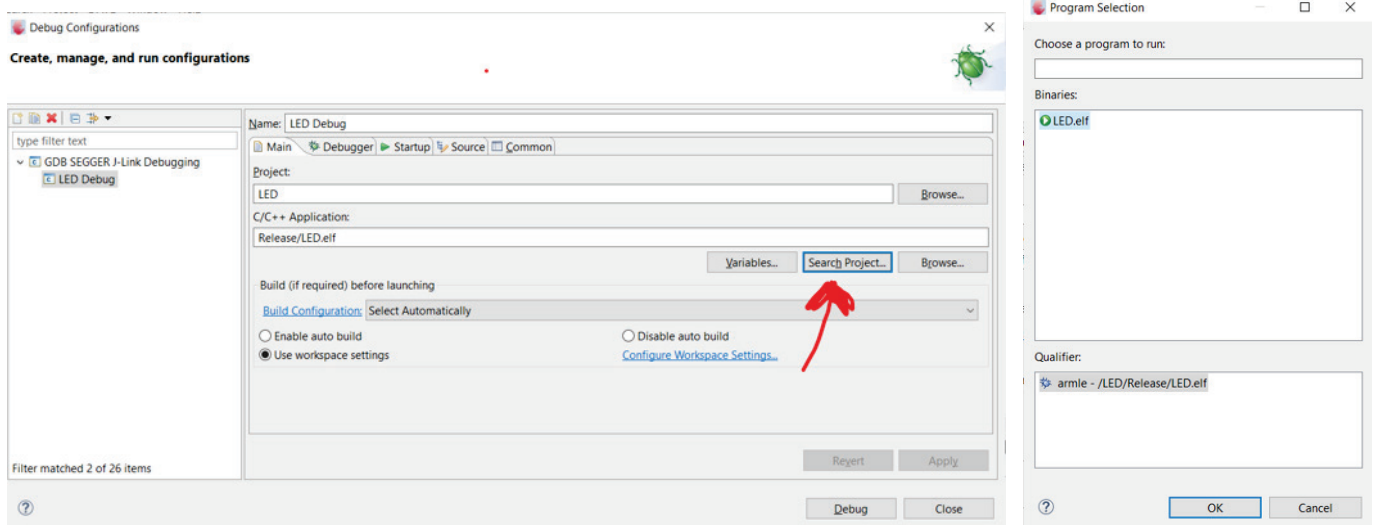 Debug Configurations
Create, manage, and run configurations
type filter text
GDB SEGGER J-Link Debugging
LED Debug
Filter matched 2 of 26 items
Name: LED Debug
Main Debugger Startup Source Common
Project:
LED Browse...
C/C++ Application:
Release/LED.elf
Variables... Search Project... Browse...
Build (if required) before launching
Build Configuration: Select Automatically
Enable auto build Disable auto build
Use workspace settings Configure Workspace Settings...
Revert Apply
Debug Close
Program Selection
Choose a program to run:
Binaries:
LED.elf
Qualifier:
armle - /LED/Release/LED.elf
OK Cancel